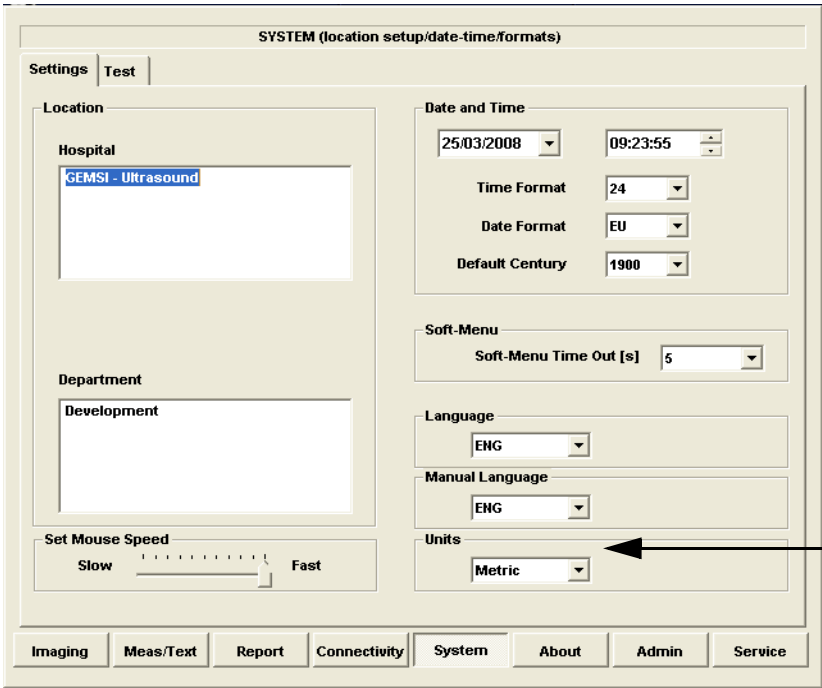 SYSTEM (location setup/date-time/formats)
Settings
Test
Location
Hospital
GEMSI - Ultrasound
Department
Development
Set Mouse Speed
Slow
Fast
Date and Time
25/03/2008
09:23:55
Time Format
24
Date Format
EU
Default Century
1900
Soft-Menu
Soft-Menu Time Out [s]
5
Language
ENG
Manual Language
ENG
Units
Metric
Imaging
Meas/Text
Report
Connectivity
System
About
Admin
Service